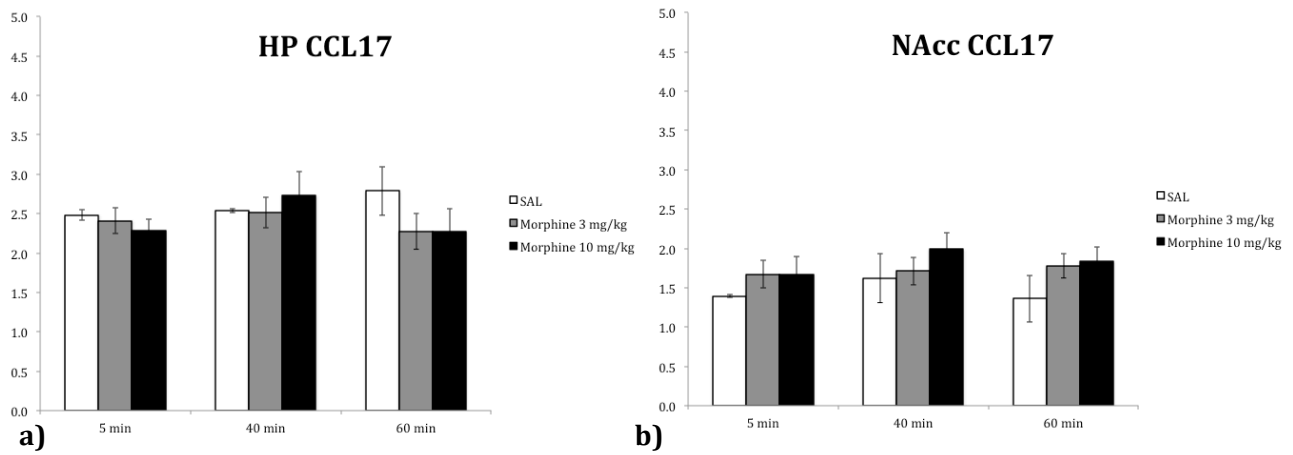 HP CCL17
5.0
4.5
4.0
3.5
3.0
2.5
2.0
1.5
1.0
0.5
0.0
5 min
40 min
60 min
SAL
Morphine 3 mg/kg
Morphine 10 mg/kg
a)
NAcc CCL17
5.0
4.5
4.0
3.5
3.0
2.5
2.0
1.5
1.0
0.5
0.0
5 min
40 min
60 min
SAL
Morphine 3 mg/kg
Morphine 10 mg/kg
b)